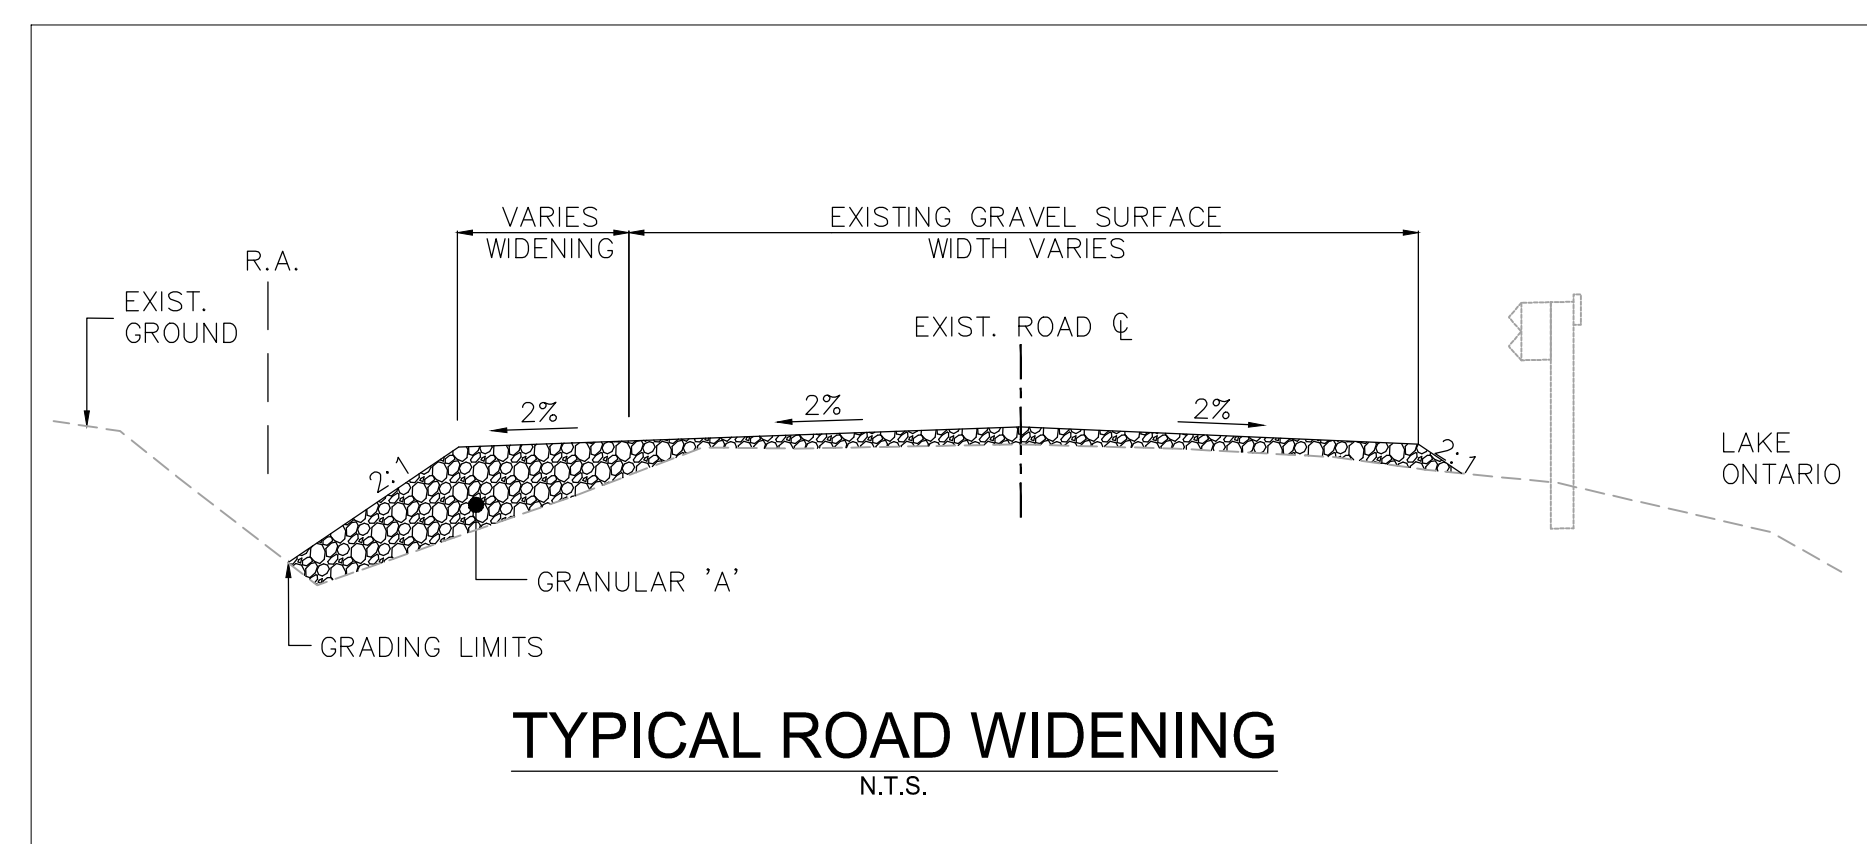 VARIES
WIDENING
EXISTING GRAVEL SURFACE
WIDTH VARIES
R.A.
EXIST.
GROUND
EXIST. ROAD ℄
2%
2%
2%
2:1
2:1
LAKE
ONTARIO
GRANULAR 'A'
GRADING LIMITS
TYPICAL ROAD WIDENING
N.T.S.